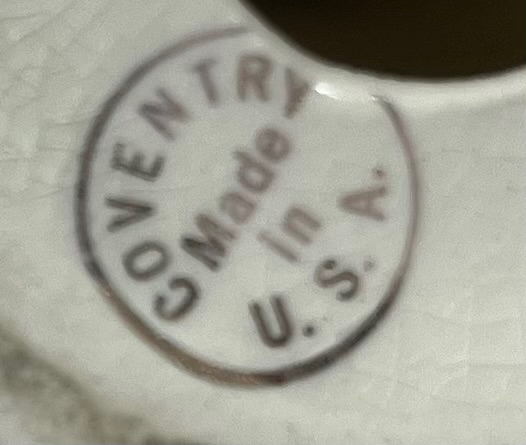 COVENTRY
Made
in
U. S. A.